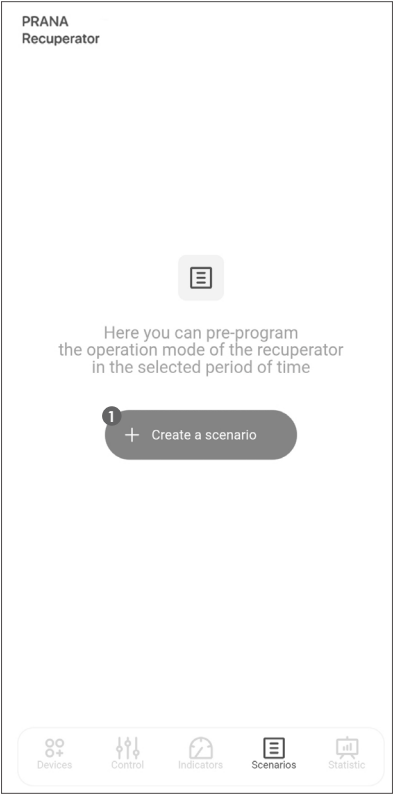 PRANA
Recuperator
Here you can pre-program
the operation mode of the recuperator
in the selected period of time
1
+ Create a scenario
Devices Control Indicators Scenarios Statistic